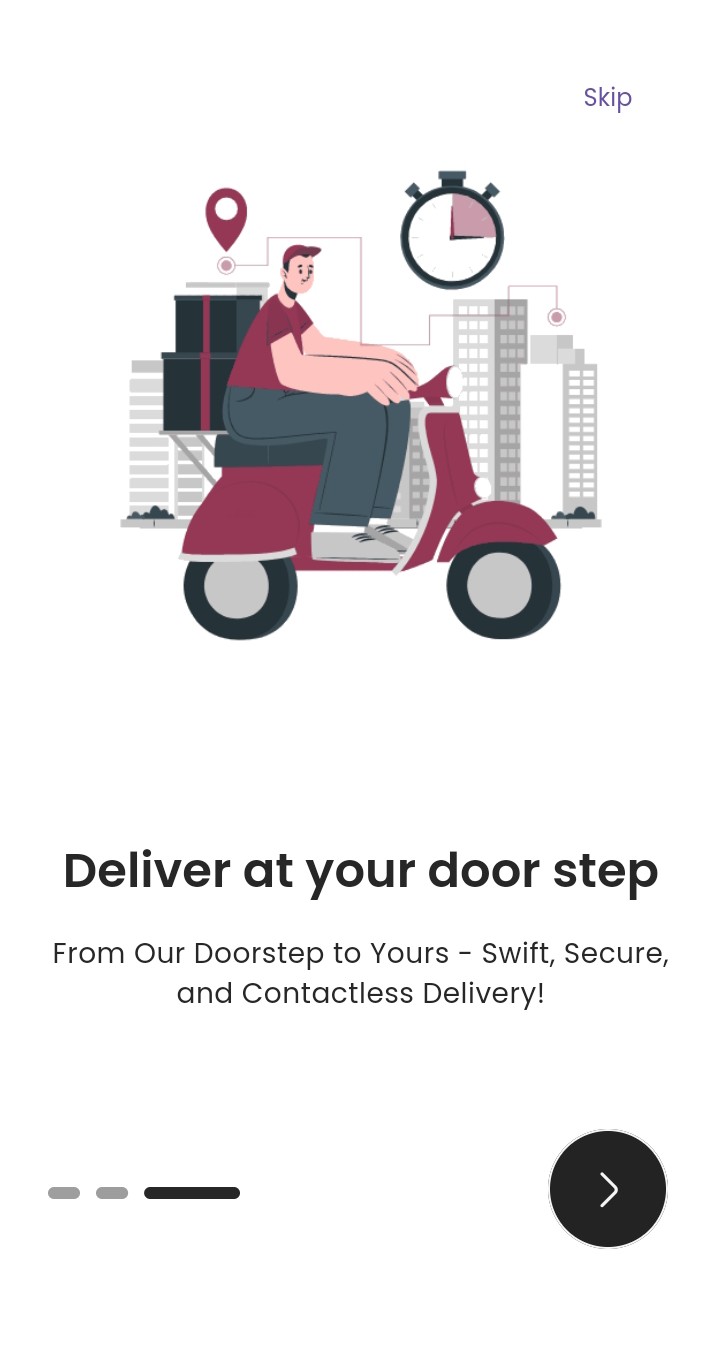 Skip
Deliver at your door step
From Our Doorstep to Yours - Swift, Secure,
and Contactless Delivery!